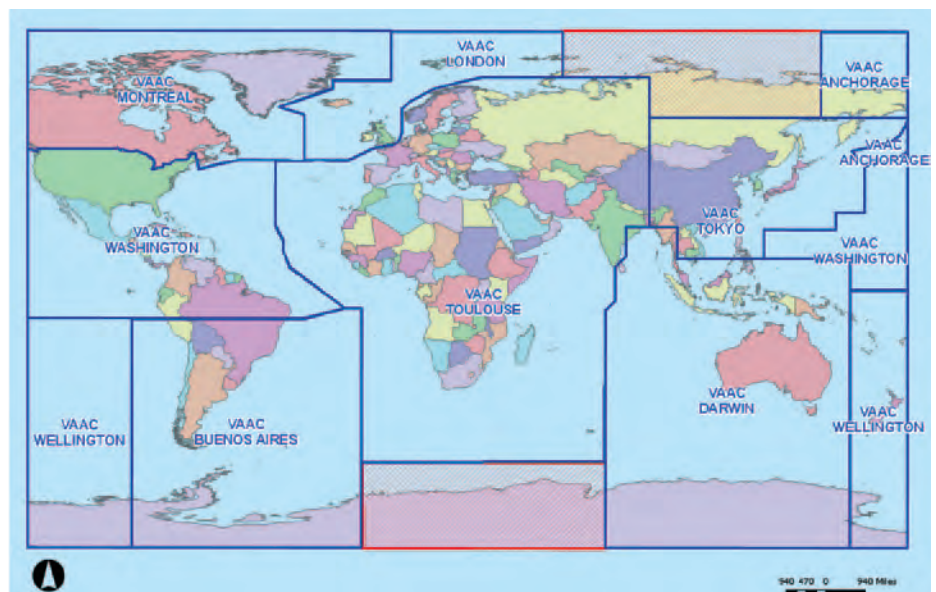 VAAC
LONDON
VAAC
MONTREAL
VAAC
ANCHORAGE
VAAC
ANCHORAGE
VAAC
TOKYO
VAAC
WASHINGTON
VAAC
WASHINGTON
VAAC
TOULOUSE
VAAC
DARWIN
VAAC
WELLINGTON
VAAC
BUENOS AIRES
VAAC
WELLINGTON
940 470 0 940 Miles